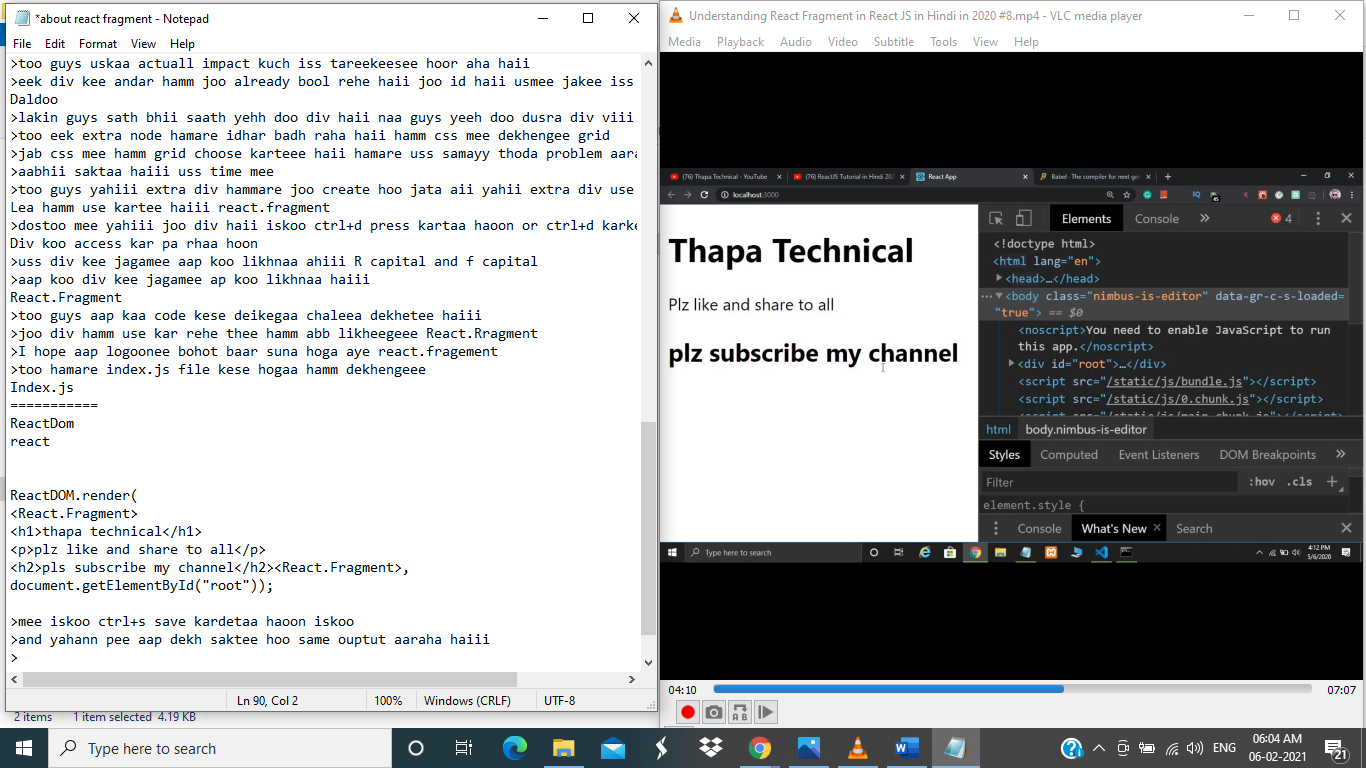 *about react fragment - Notepad
File Edit Format View Help
>too guys uskaa actuall impact kuch iss tareekeesee hoor aha haii
>eek div kee andar hamm joo already bool rehe haii joo id haii usmee jakee iss
Daldoo
>lakin guys sath bhii saath yehh doo div haii naa guys yeeh doo dusra div viii
>too eek extra node hamare idhar badh raha haii hamm css mee dekhengee grid
>jab css mee hamm grid choose karteee haii hamare uss samayy thoda problem aara
>aabhii saktaa haiii uss time mee
>too guys yahiii extra div hammare joo create hoo jata aii yahii extra div use
Lea hamm use kartee haiii react.fragment
>dostoo mee yahiii joo div haii iskoo ctrl+d press kartaa haoon or ctrl+d karke
Div koo access kar pa rhaa hoon
>uss div kee jagamee aap koo likhnaa ahiii R capital and f capital
>aap koo div kee jagamee ap koo likhnaa haiii
React.Fragment
>too guys aap kaa code kese deikegaa chaleea dekhetee haiii
>joo div hamm use kar rehe thee hamm abb likheegeee React.Rragment
>I hope aap logoonee bohot baar suna hoga aye react.fragement
>too hamare index.js file kese hogaa hamm dekhengeee
Index.js
===========
ReactDom
react
ReactDOM.render(
<React.Fragment>
<h1>thapa technical</h1>
<p>plz like and share to all</p>
<h2>pls subscribe my channel</h2><React.Fragment>,
document.getElementById("root"));
>mee iskoo ctrl+s save kardetaa haoon iskoo
>and yahann pee aap dekh saktee hoo same ouptut aaraha haiii
>
Ln 90, Col 2 100% Windows (CRLF) UTF-8
2 items 1 item selected 4.19 KB
Understanding React Fragment in React JS in Hindi in 2020 #8.mp4 - VLC media player
Media Playback Audio Video Subtitle Tools View Help
(76) Thapa Technical - YouTube (76) ReactJS Tutorial in Hindi 202 React App Babel - The compiler for next ge
localhost:3000
Thapa Technical
Plz like and share to all
plz subscribe my channel
Elements Console » 4
<!doctype html>
<html lang="en">
<head>…</head>
<body class="nimbus-is-editor" data-gr-c-s-loaded=
"true"> == $0
<noscript>You need to enable JavaScript to run
this app.</noscript>
<div id="root">…</div>
<script src="/static/js/bundle.js"></script>
<script src="/static/js/0.chunk.js"></script>
<script src="/static/js/main.chunk.js"></script>
html body.nimbus-is-editor
Styles Computed Event Listeners DOM Breakpoints »
Filter :hov .cls +
element.style {
Console What's New Search
Type here to search 4:12 PM
5/6/2020
04:10 07:07
Type here to search ENG 06:04 AM
06-02-2021 21